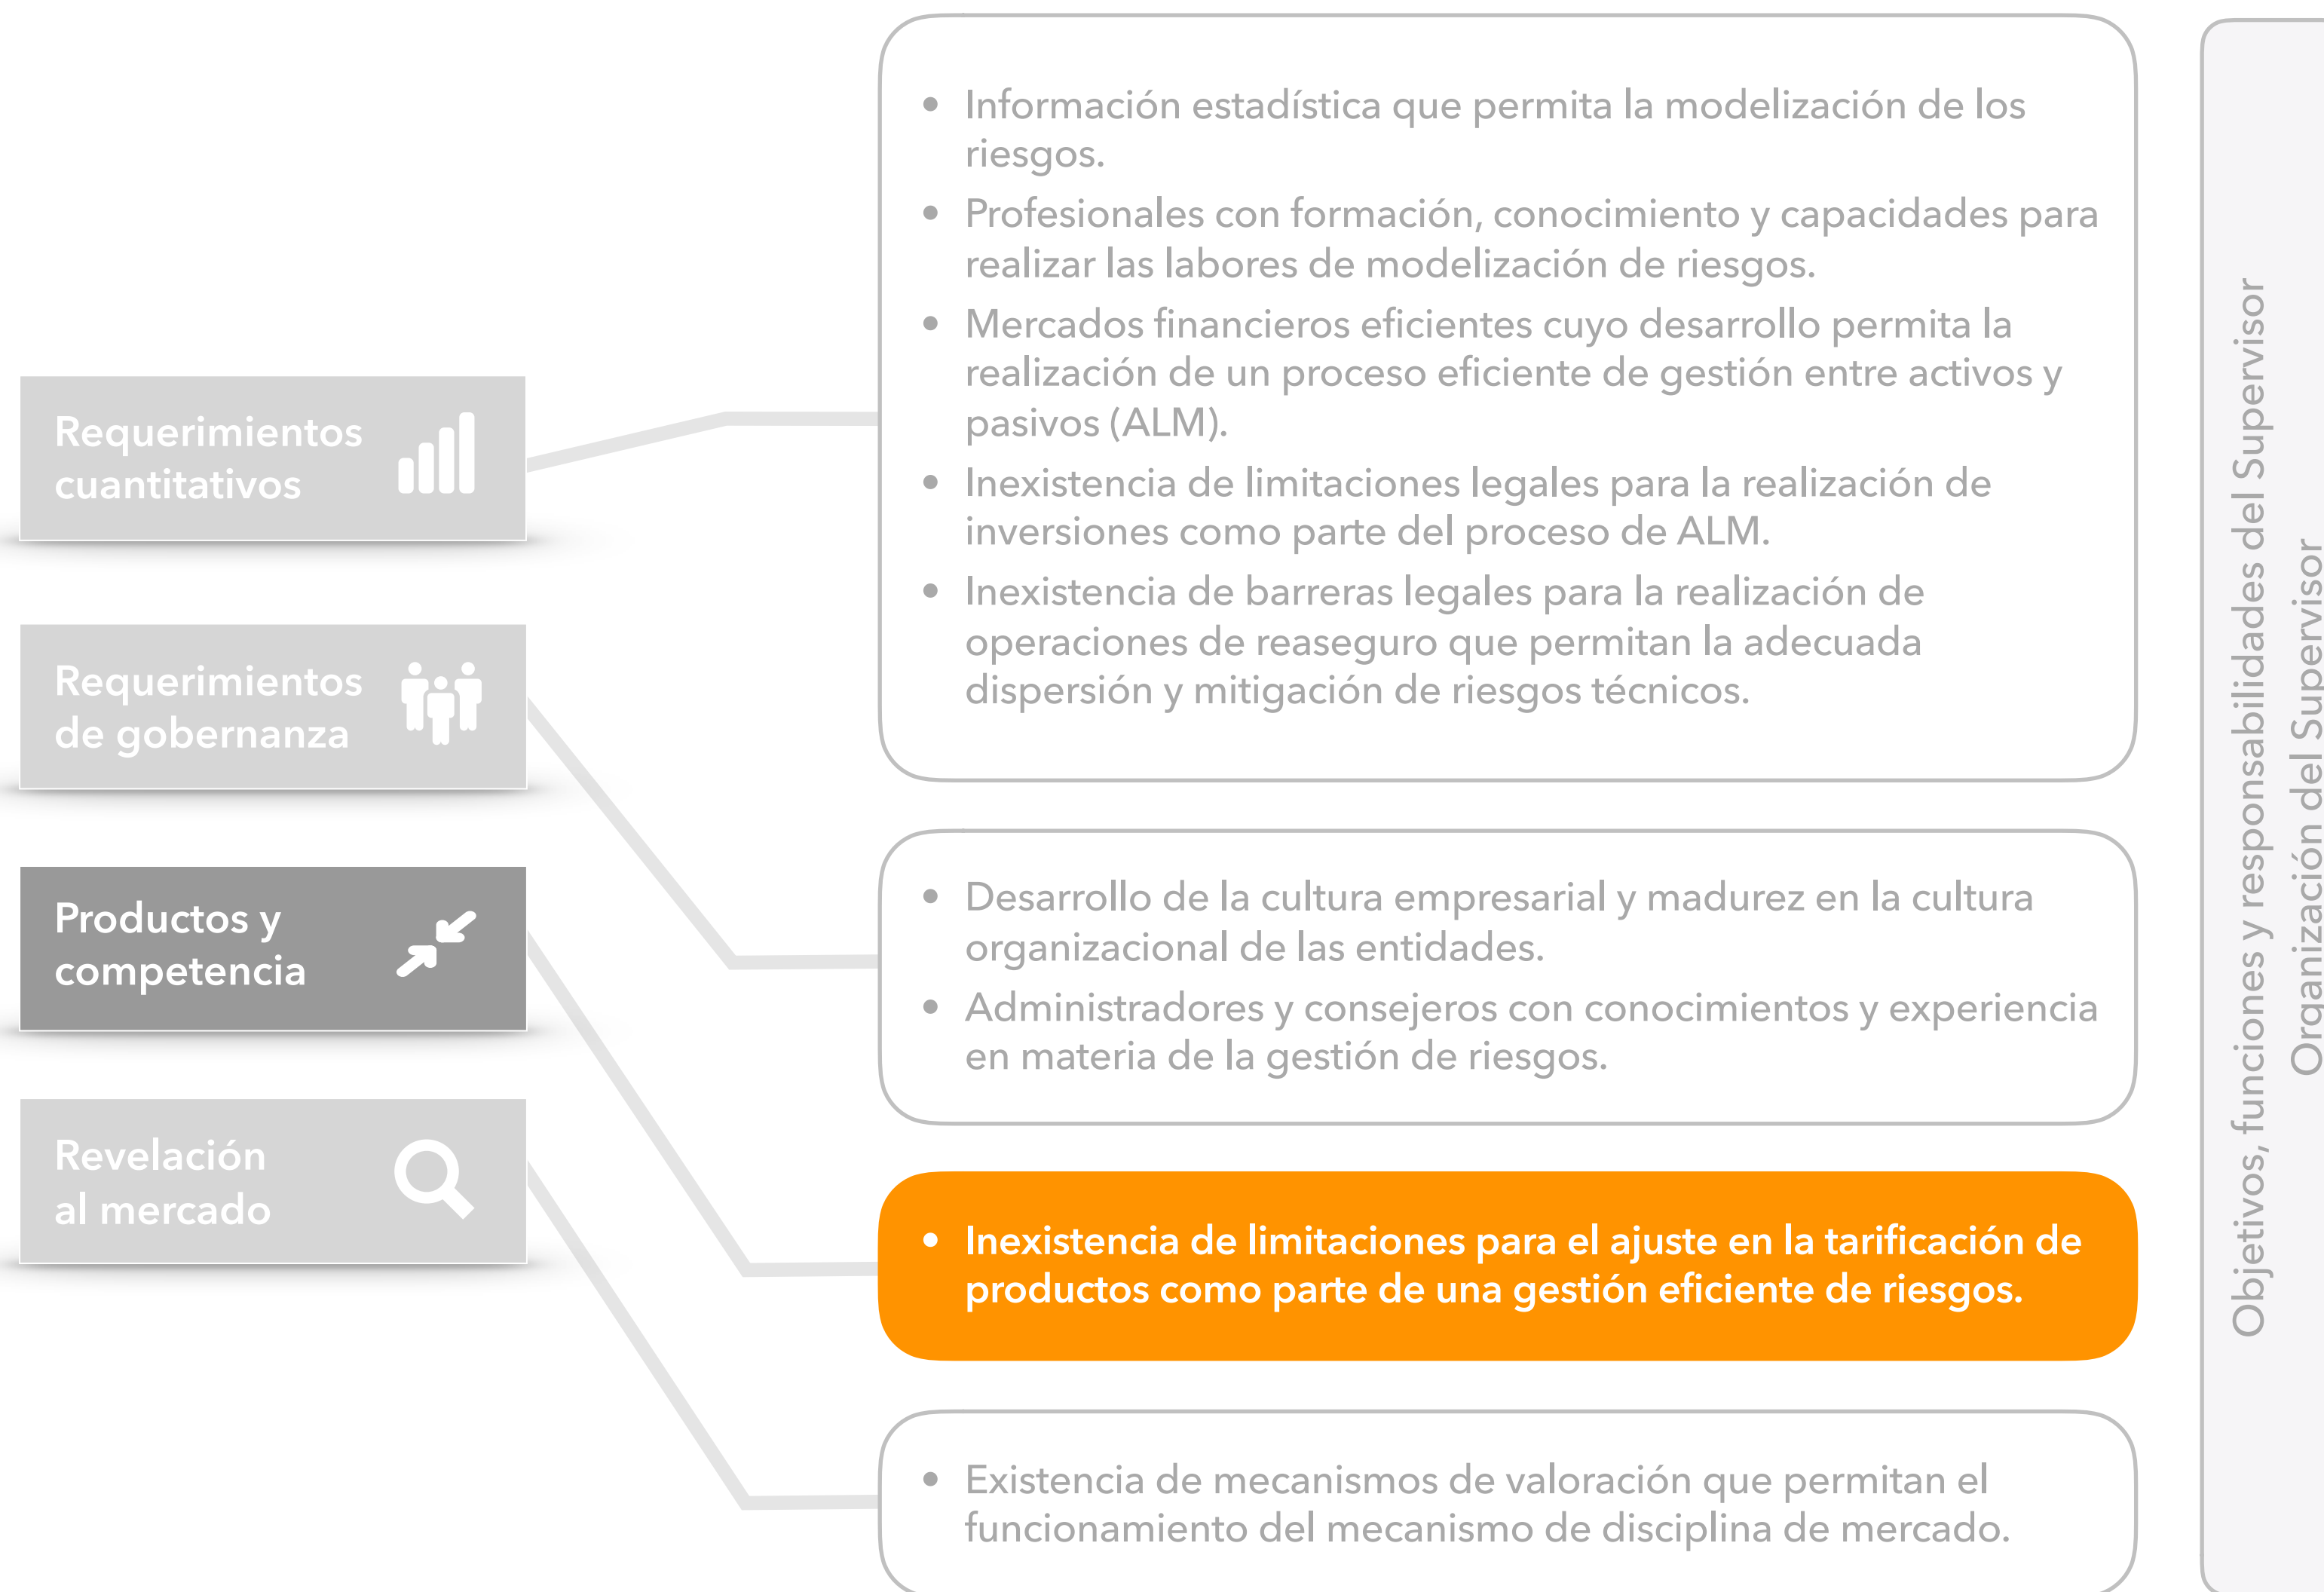 Requerimientos
cuantitativos
Requerimientos
de gobernanza
Productos y
competencia
Revelación
al mercado
• Información estadística que permita la modelización de los
riesgos.
• Profesionales con formación, conocimiento y capacidades para
realizar las labores de modelización de riesgos.
• Mercados financieros eficientes cuyo desarrollo permita la
realización de un proceso eficiente de gestión entre activos y
pasivos (ALM).
• Inexistencia de limitaciones legales para la realización de
inversiones como parte del proceso de ALM.
• Inexistencia de barreras legales para la realización de
operaciones de reaseguro que permitan la adecuada
dispersión y mitigación de riesgos técnicos.
• Desarrollo de la cultura empresarial y madurez en la cultura
organizacional de las entidades.
• Administradores y consejeros con conocimientos y experiencia
en materia de la gestión de riesgos.
• Inexistencia de limitaciones para el ajuste en la tarificación de
productos como parte de una gestión eficiente de riesgos.
• Existencia de mecanismos de valoración que permitan el
funcionamiento del mecanismo de disciplina de mercado.
Objetivos, funciones y responsabilidades del Supervisor
Organización del Supervisor